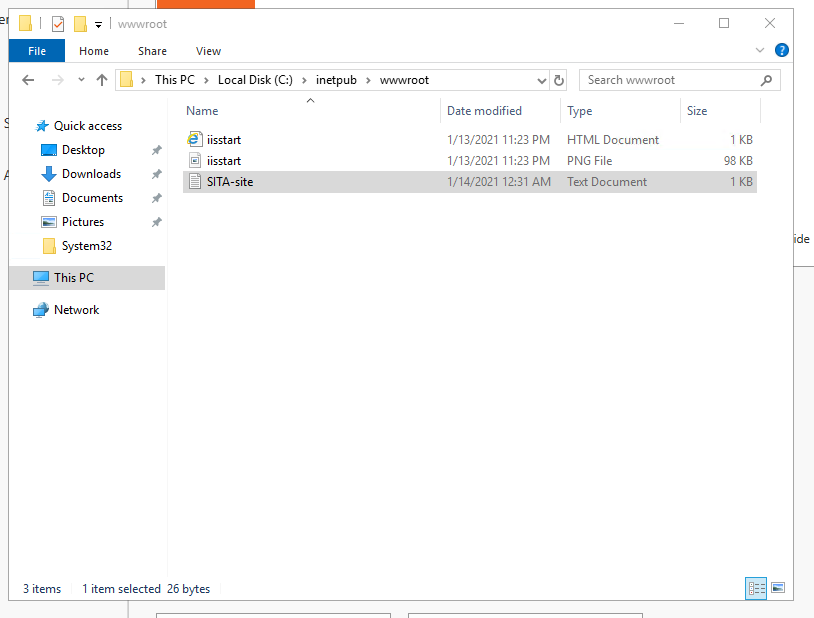 er
wwwroot
File Home Share View
This PC Local Disk (C:) inetpub wwwroot Search wwwroot
Name Date modified Type Size
Quick access
Desktop
Downloads
Documents
Pictures
System32
This PC
Network
iisstart 1/13/2021 11:23 PM HTML Document 1 KB
iisstart 1/13/2021 11:23 PM PNG File 98 KB
SITA-site 1/14/2021 12:31 AM Text Document 1 KB
ide
3 items 1 item selected 26 bytes